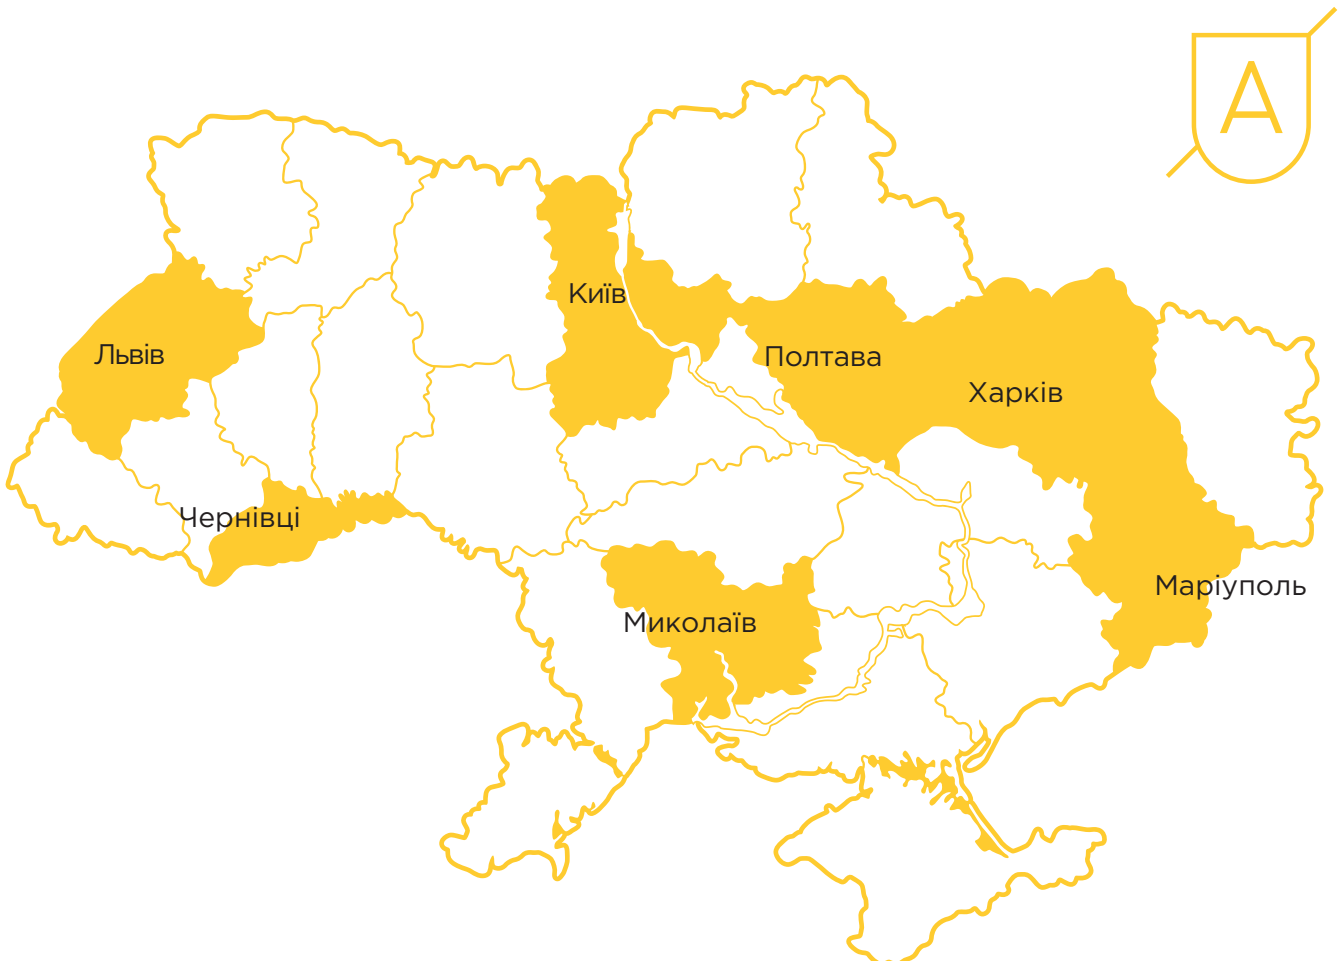 А
Київ
Львів
Полтава
Харків
Чернівці
Маріуполь
Миколаїв